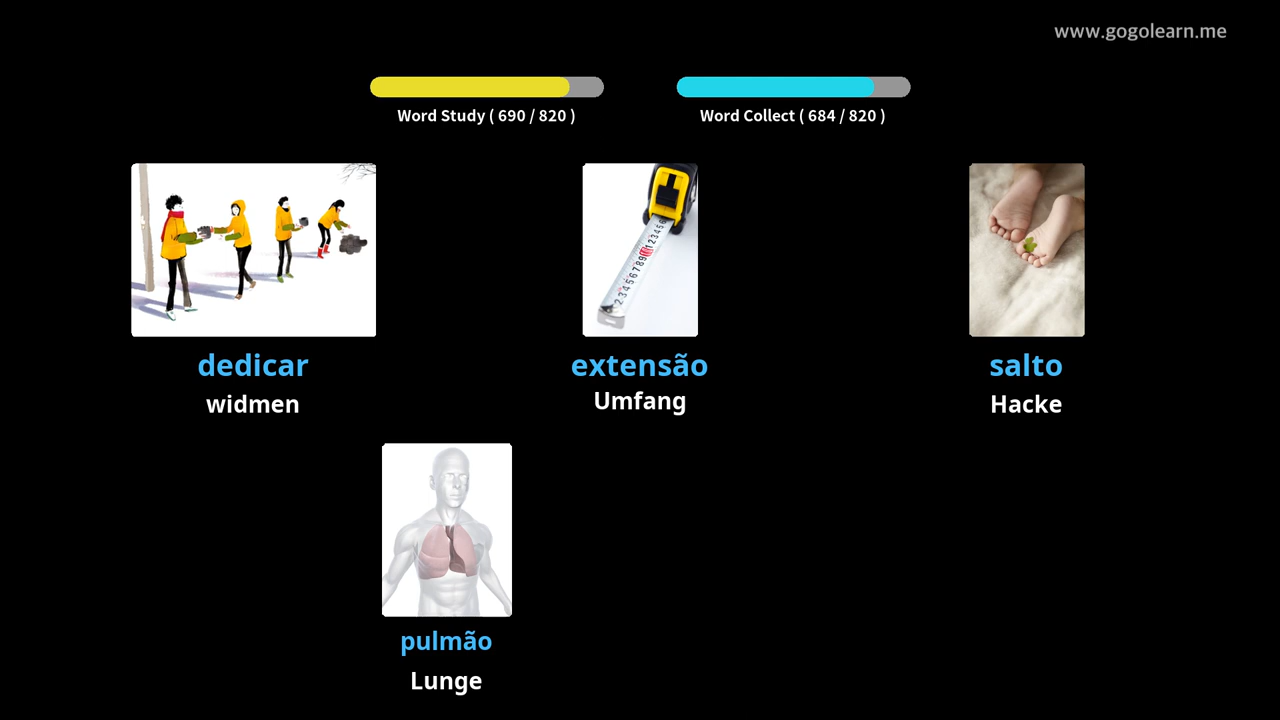 www.gogolearn.me
Word Study ( 690 / 820 )
Word Collect ( 684 / 820 )
dedicar
widmen
extensão
Umfang
salto
Hacke
pulmão
Lunge